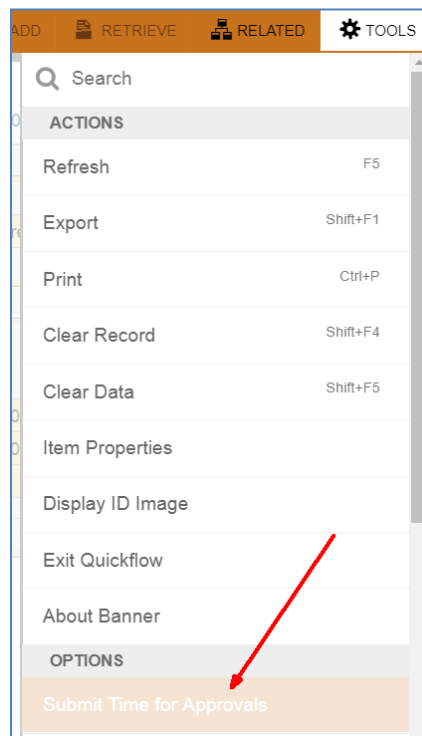 ADD RETRIEVE RELATED TOOLS
Search
ACTIONS
Refresh F5
Export Shift+F1
Print Ctrl+P
Clear Record Shift+F4
Clear Data Shift+F5
Item Properties
Display ID Image
Exit Quickflow
About Banner
OPTIONS
Submit Time for Approvals